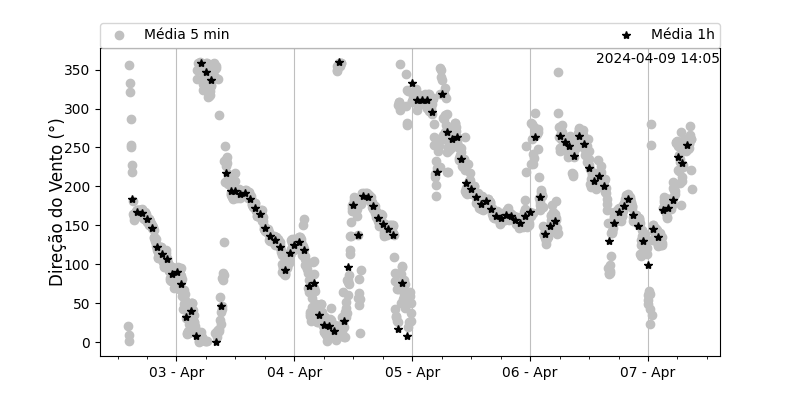 Média 5 min
Média 1h
2024-04-09 14:05
Direção do Vento (°)
350
300
250
200
150
100
50
0
03 - Apr
04 - Apr
05 - Apr
06 - Apr
07 - Apr